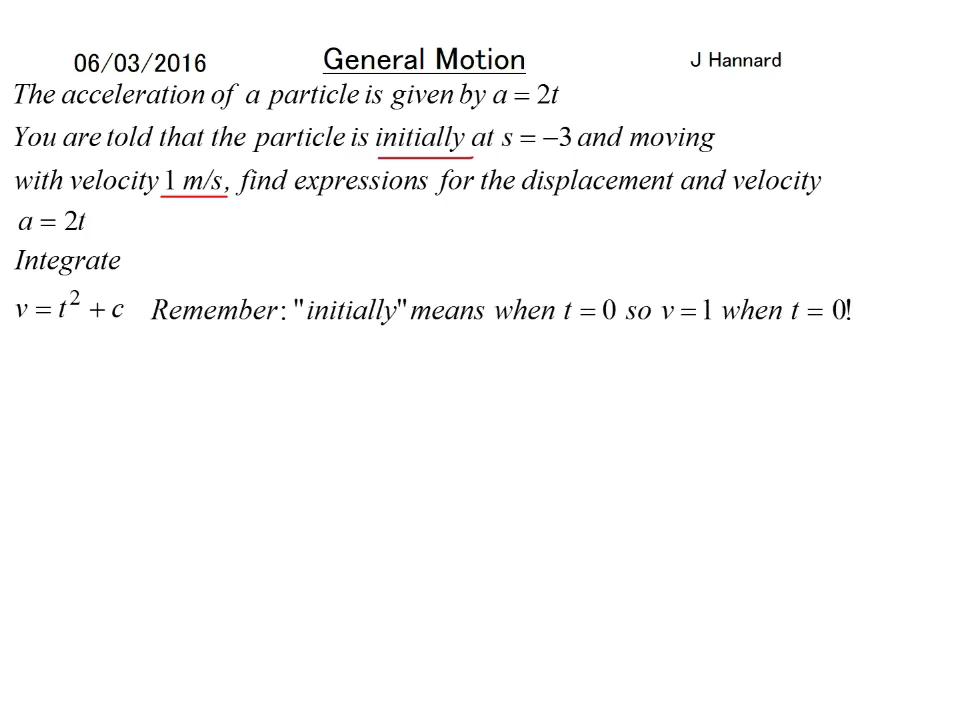 06/03/2016 General Motion J Hannard
The acceleration of a particle is given by a = 2t
You are told that the particle is initially at s = −3 and moving
with velocity 1 m/s, find expressions for the displacement and velocity
a = 2t
Integrate
v = t² + c Remember: "initially" means when t = 0 so v = 1 when t = 0!